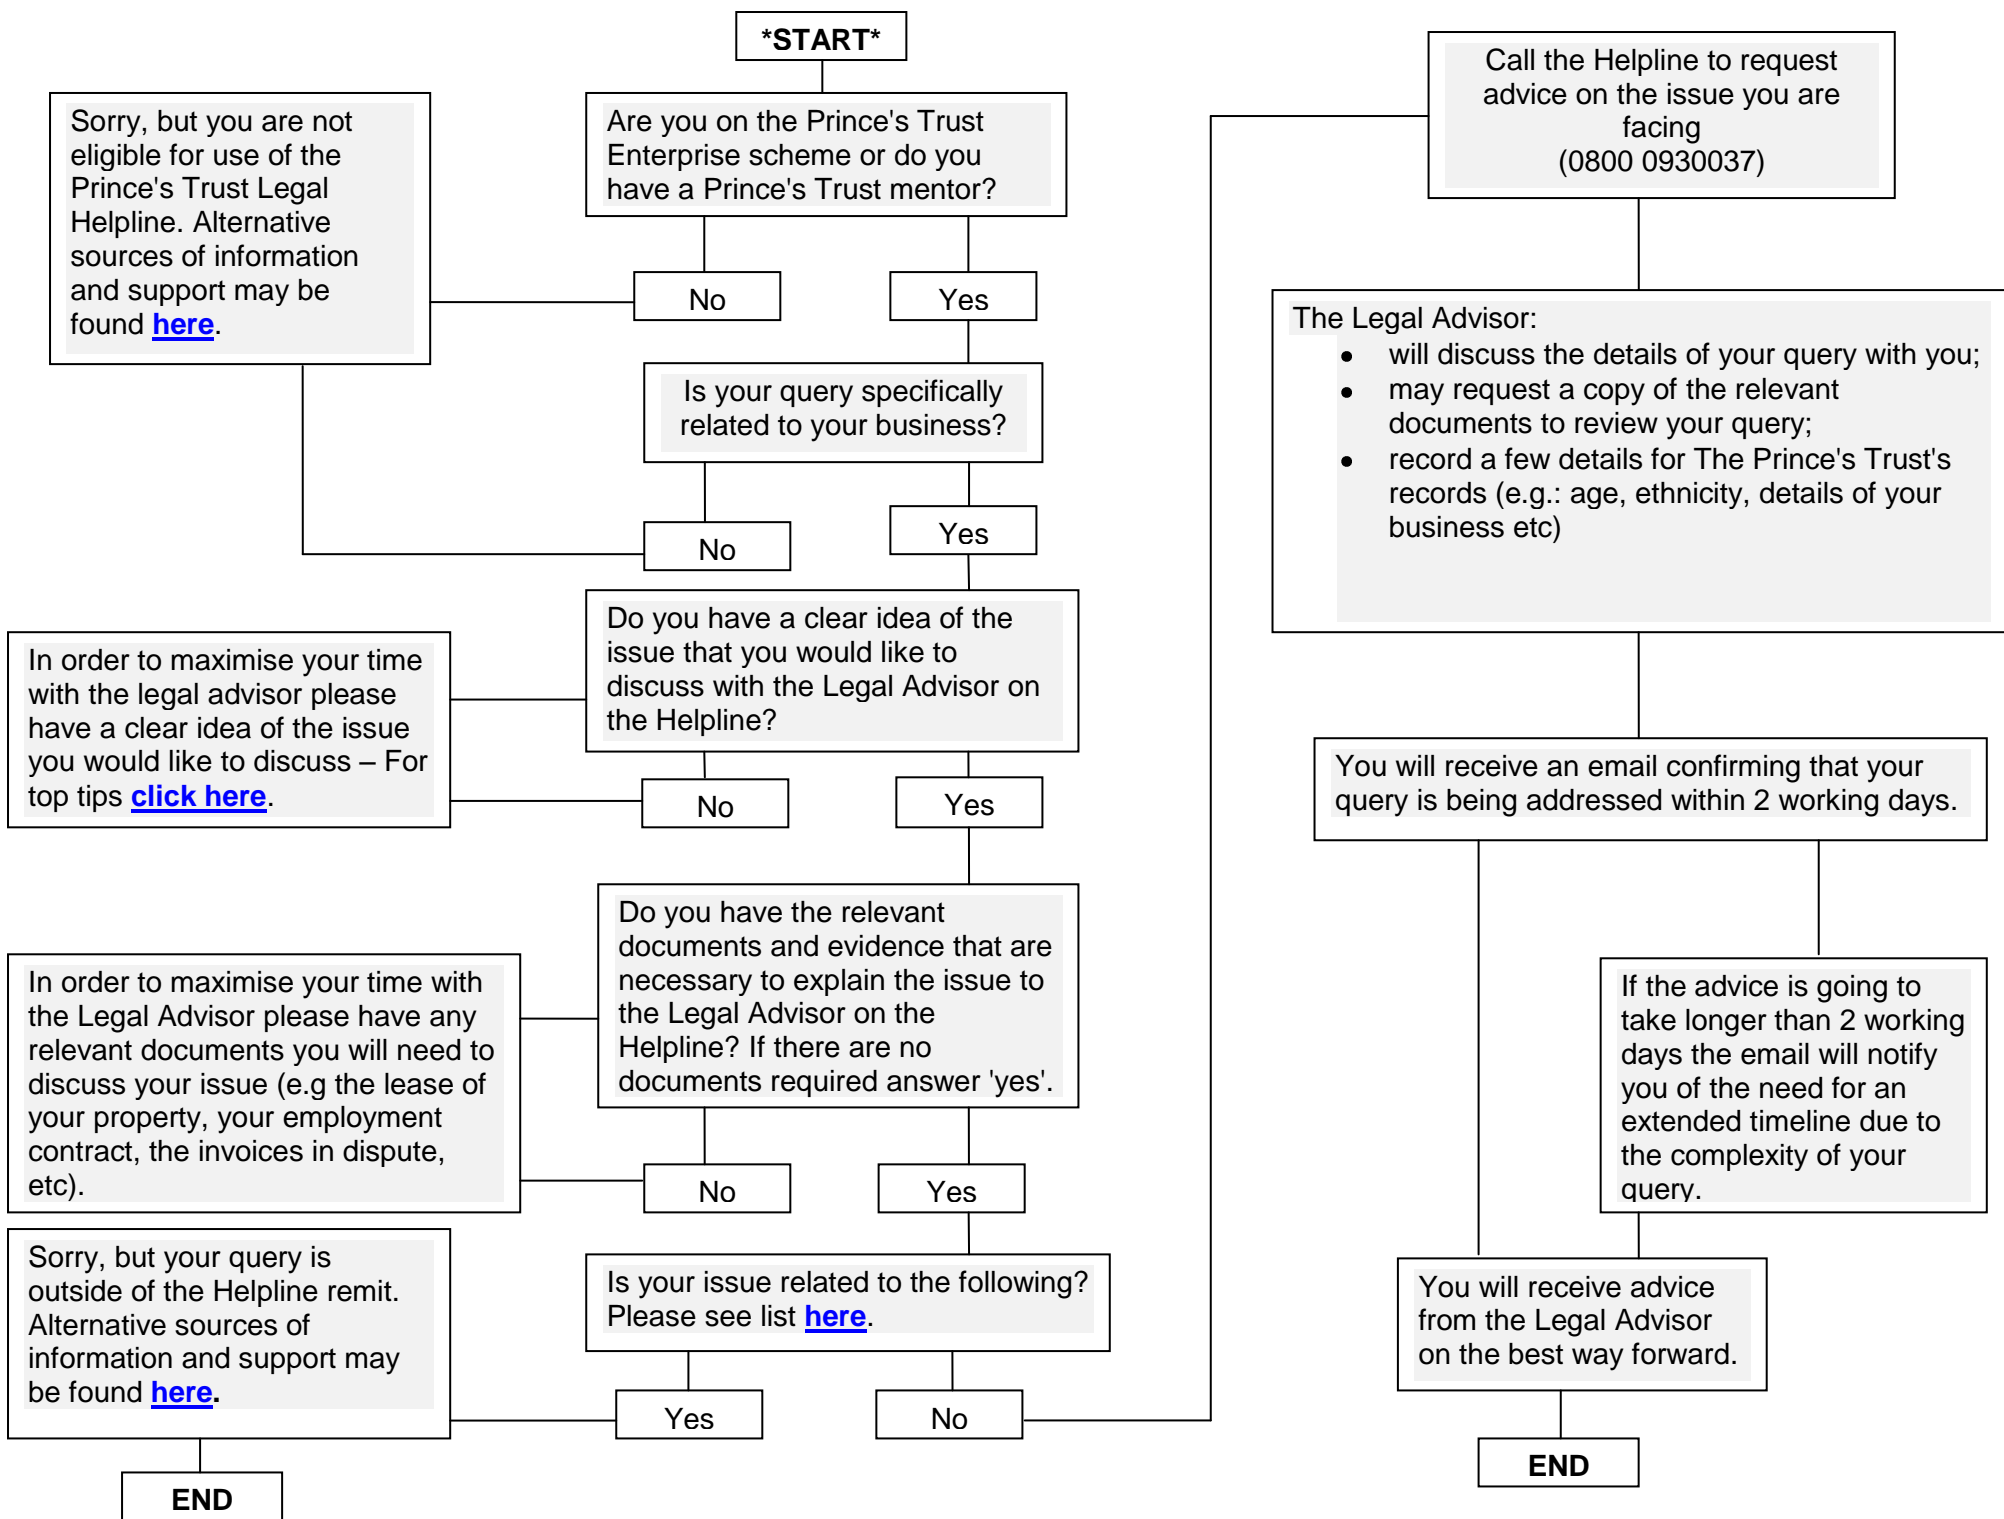 *START*
Are you on the Prince's Trust
Enterprise scheme or do you
have a Prince's Trust mentor?
Sorry, but you are not
eligible for use of the
Prince's Trust Legal
Helpline. Alternative
sources of information
and support may be
found here.
No
Yes
Is your query specifically
related to your business?
No
Yes
Do you have a clear idea of the
issue that you would like to
discuss with the Legal Advisor on
the Helpline?
In order to maximise your time
with the legal advisor please
have a clear idea of the issue
you would like to discuss – For
top tips click here.
No
Yes
Do you have the relevant
documents and evidence that are
necessary to explain the issue to
the Legal Advisor on the
Helpline? If there are no
documents required answer 'yes'.
In order to maximise your time with
the Legal Advisor please have any
relevant documents you will need to
discuss your issue (e.g the lease of
your property, your employment
contract, the invoices in dispute,
etc).
No
Yes
Is your issue related to the following?
Please see list here.
Sorry, but your query is
outside of the Helpline remit.
Alternative sources of
information and support may
be found here.
Yes
No
END
Call the Helpline to request
advice on the issue you are
facing
(0800 0930037)
The Legal Advisor:
• will discuss the details of your query with you;
• may request a copy of the relevant
documents to review your query;
• record a few details for The Prince's Trust's
records (e.g.: age, ethnicity, details of your
business etc)
You will receive an email confirming that your
query is being addressed within 2 working days.
If the advice is going to
take longer than 2 working
days the email will notify
you of the need for an
extended timeline due to
the complexity of your
query.
You will receive advice
from the Legal Advisor
on the best way forward.
END